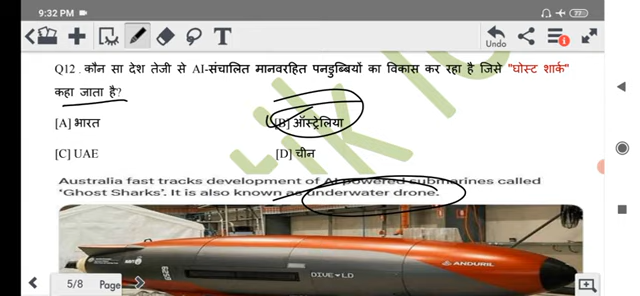 9:32 PM
77
Undo
Q12 . कौन सा देश तेजी से AI-संचालित मानवरहित पनडुब्बियों का विकास कर रहा है जिसे "घोस्ट शार्क"
कहा जाता है?
[A] भारत
[B] ऑस्ट्रेलिया
[C] UAE
[D] चीन
Australia fast tracks development of AI powered submarines called
'Ghost Sharks'. It is also known as underwater drone.
DIVE-LD
ANDURIL
5/8 Page